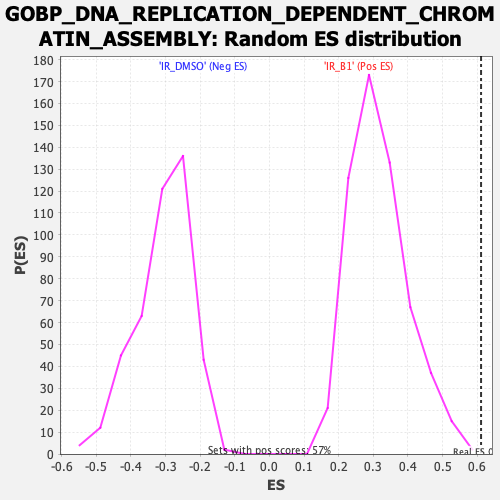 GOBP_DNA_REPLICATION_DEPENDENT_CHROM
ATIN_ASSEMBLY: Random ES distribution
'IR_DMSO' (Neg ES) 'IR_B1' (Pos ES)
180
170
160
150
140
130
120
110
100
90
80
70
60
50
40
30
20
10
0
P(ES)
Sets with pos scores: 57%
Real ES 0
-0.6 -0.5 -0.4 -0.3 -0.2 -0.1 0.0 0.1 0.2 0.3 0.4 0.5 0.6
ES